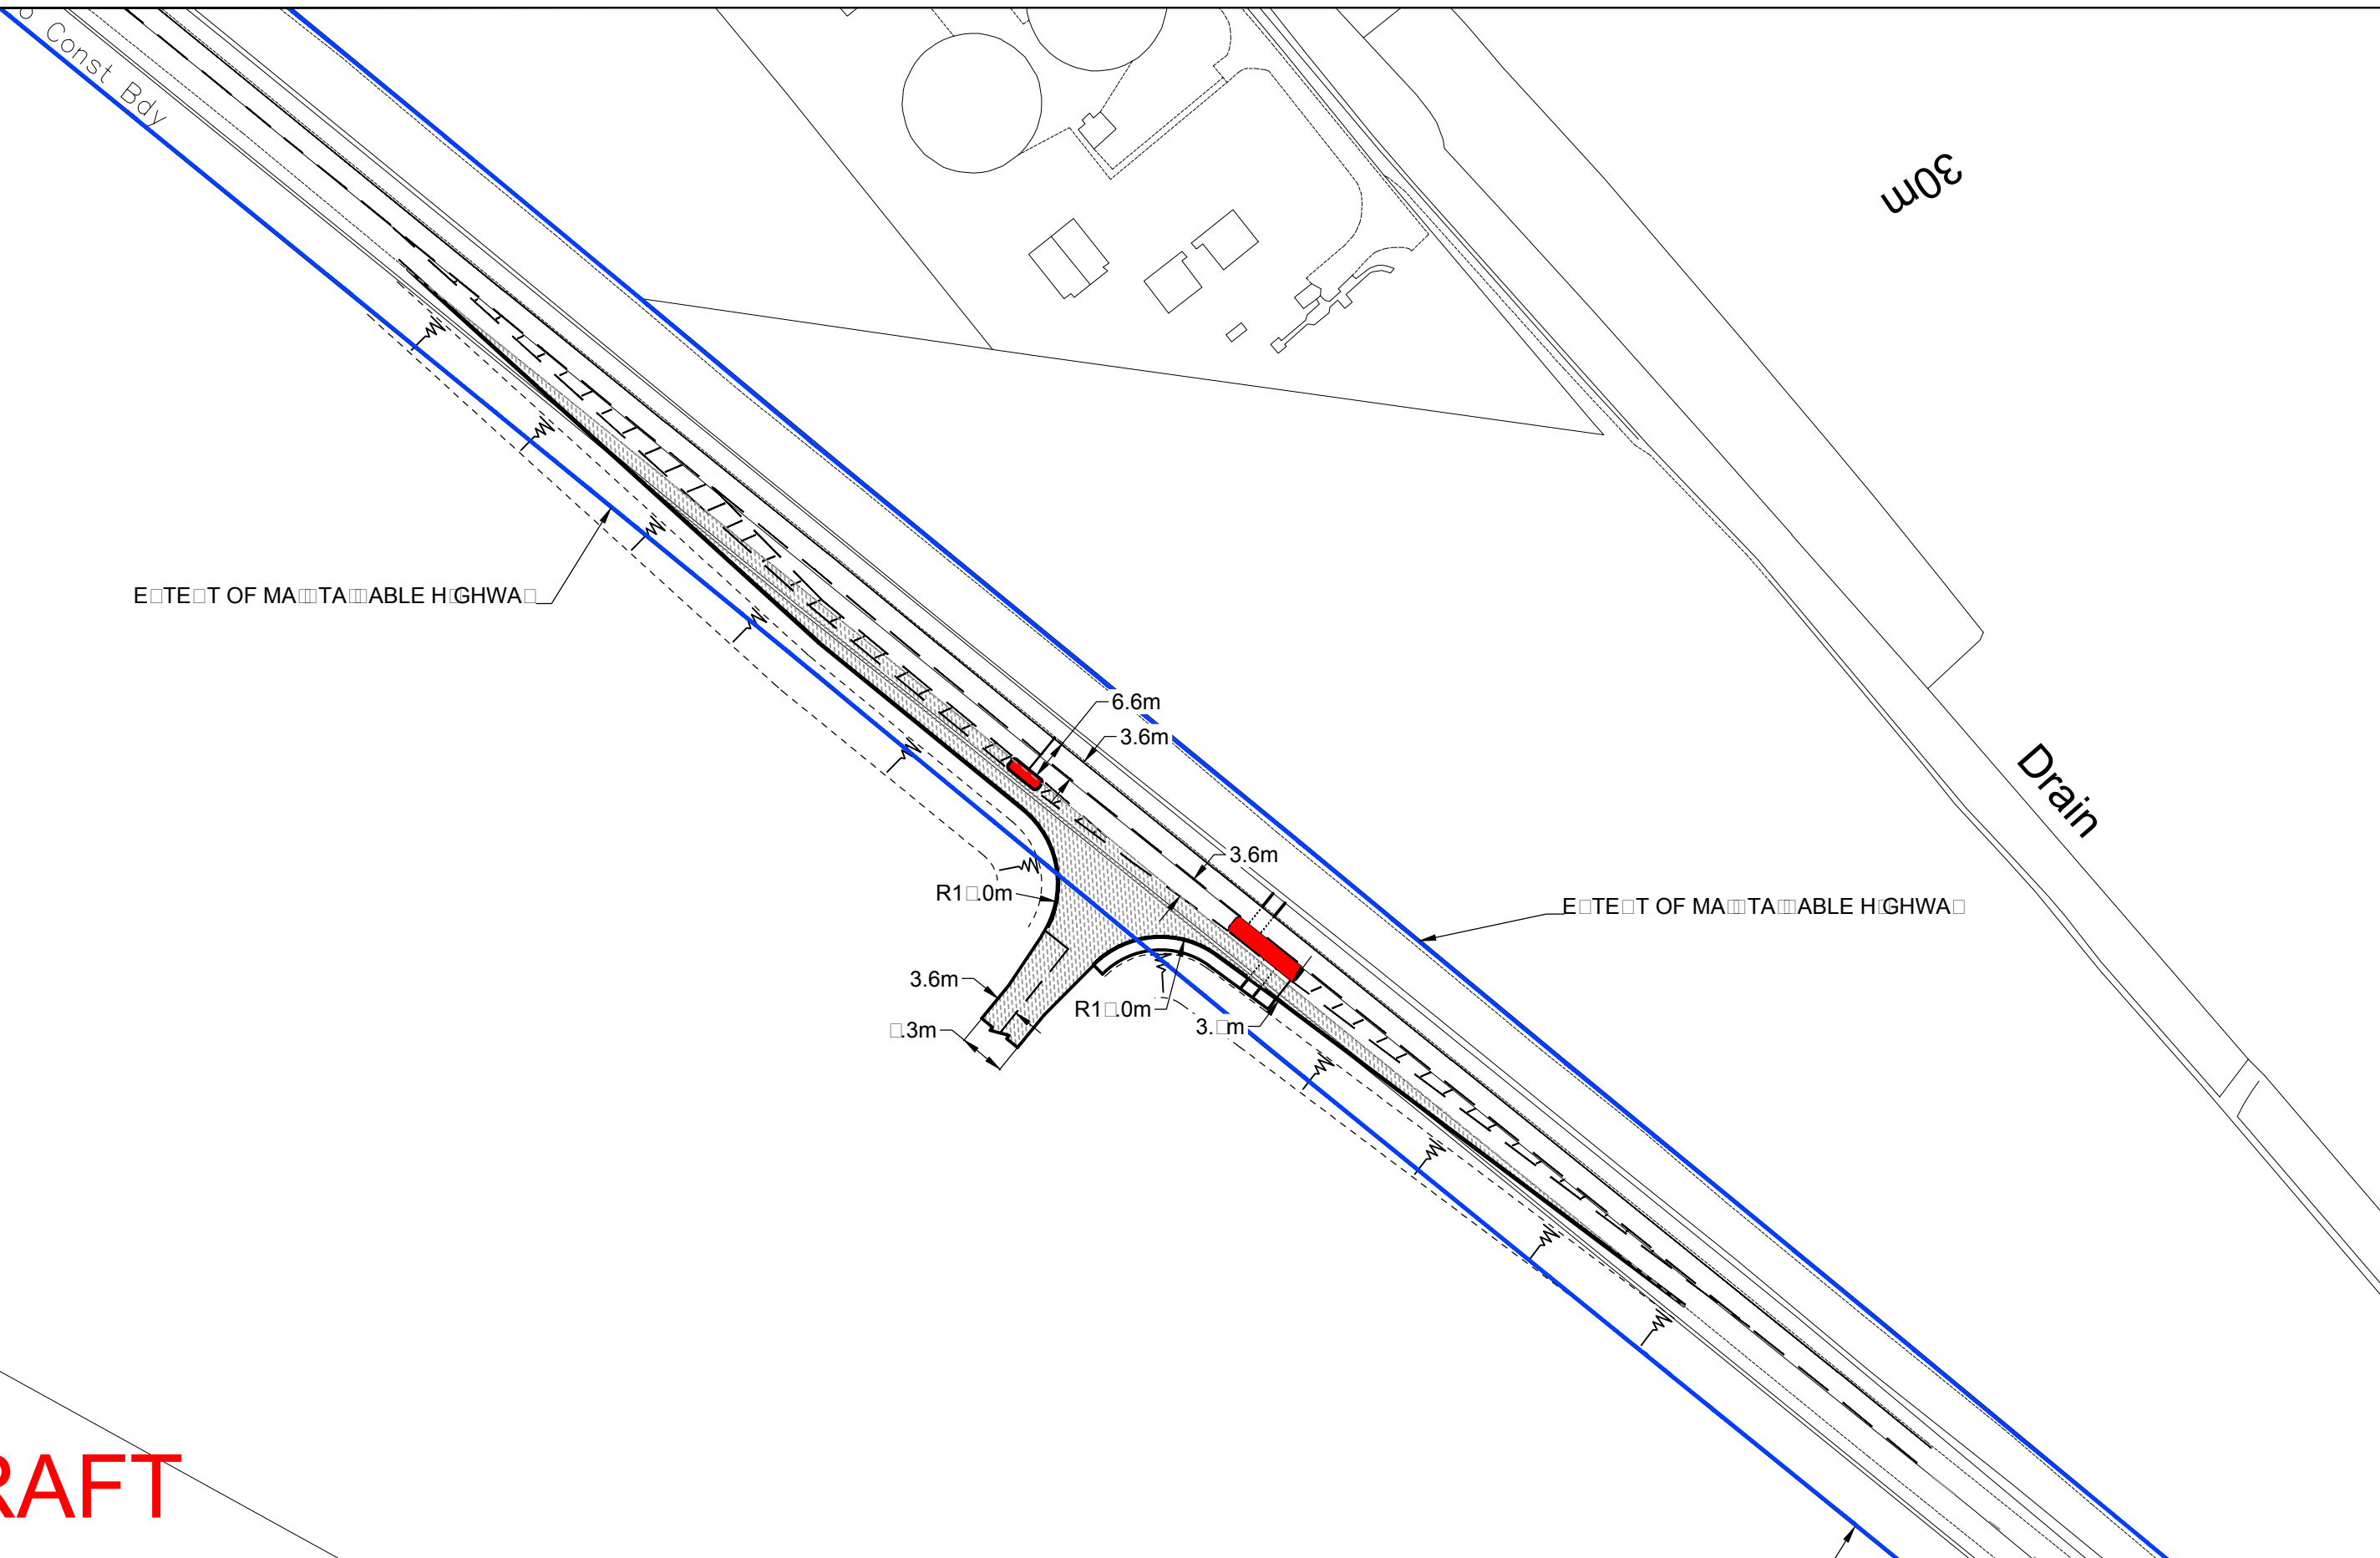 Const Bdy
30m
E□TE□T OF MA□□TA□□ABLE H□GHWA□
6.6m
3.6m
Drain
3.6m
R1□.0m
E□TE□T OF MA□□TA□□ABLE H□GHWA□
3.6m
R1□.0m
3.□m
□.3m
RAFT